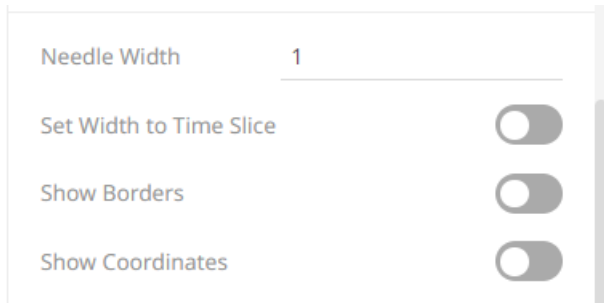 Needle Width 1
Set Width to Time Slice
Show Borders
Show Coordinates